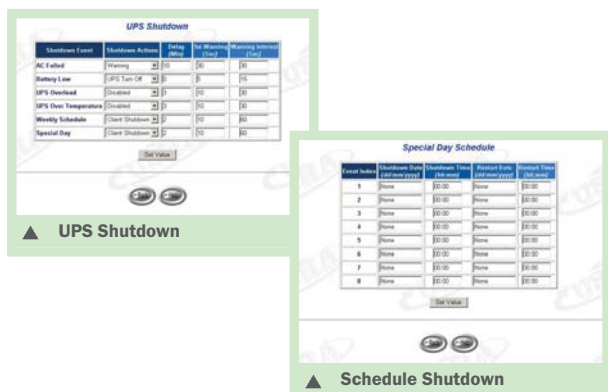 UPS Shutdown
Shutdown Event Shutdown Actions Delay (Min) 1st Warning (Sec) Warning Interval (Sec)
AC Failed Warning 10 30 30
Battery Low UPS Turn Off 0 5 15
UPS Overload Disabled 3 10 30
UPS Over Temperature Disabled 3 10 30
Weekly Schedule Client Shutdown 2 10 60
Special Day Client Shutdown 2 10 60
Set Value
▲ UPS Shutdown
Special Day Schedule
Event Index Shutdown Date (dd/mm/yyyy) Shutdown Time (hh:mm) Restart Date (dd/mm/yyyy) Restart Time (hh:mm)
1 None 00:00 None 00:00
2 None 00:00 None 00:00
3 None 00:00 None 00:00
4 None 00:00 None 00:00
5 None 00:00 None 00:00
6 None 00:00 None 00:00
7 None 00:00 None 00:00
8 None 00:00 None 00:00
Set Value
▲ Schedule Shutdown